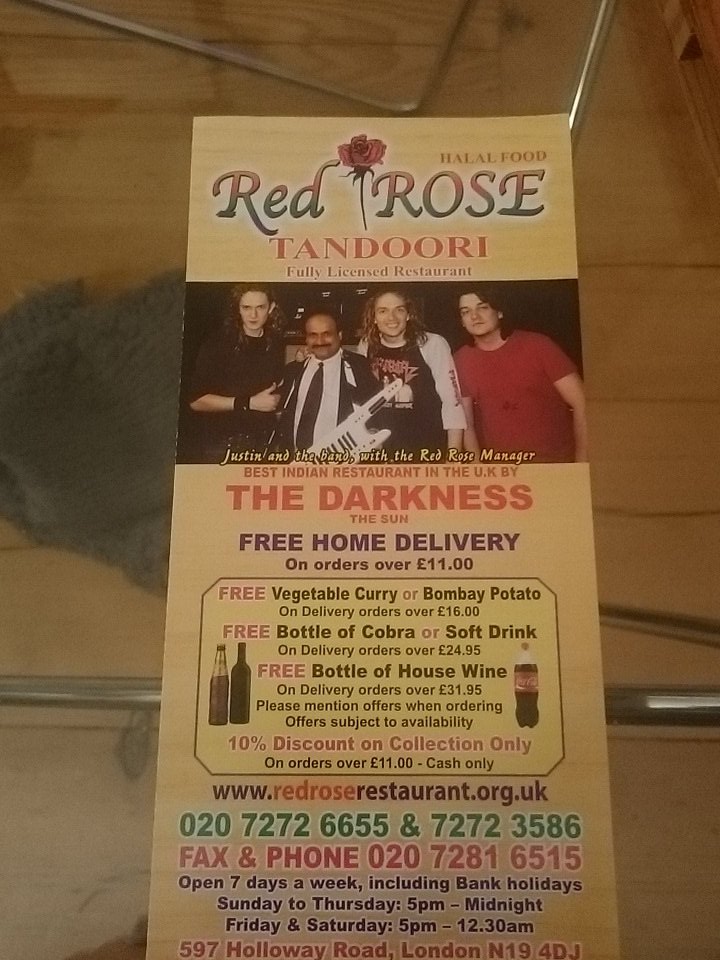 HALAL FOOD
Red ROSE
TANDOORI
Fully Licensed Restaurant
Justin and the band, with the Red Rose Manager
BEST INDIAN RESTAURANT IN THE U.K BY
THE DARKNESS
THE SUN
FREE HOME DELIVERY
On orders over £11.00
FREE Vegetable Curry or Bombay Potato
On Delivery orders over £16.00
FREE Bottle of Cobra or Soft Drink
On Delivery orders over £24.95
FREE Bottle of House Wine
On Delivery orders over £31.95
Please mention offers when ordering
Offers subject to availability
10% Discount on Collection Only
On orders over £11.00 - Cash only
www.redroserestaurant.org.uk
020 7272 6655 & 7272 3586
FAX & PHONE 020 7281 6515
Open 7 days a week, including Bank holidays
Sunday to Thursday: 5pm – Midnight
Friday & Saturday: 5pm – 12.30am
597 Holloway Road, London N19 4DJ